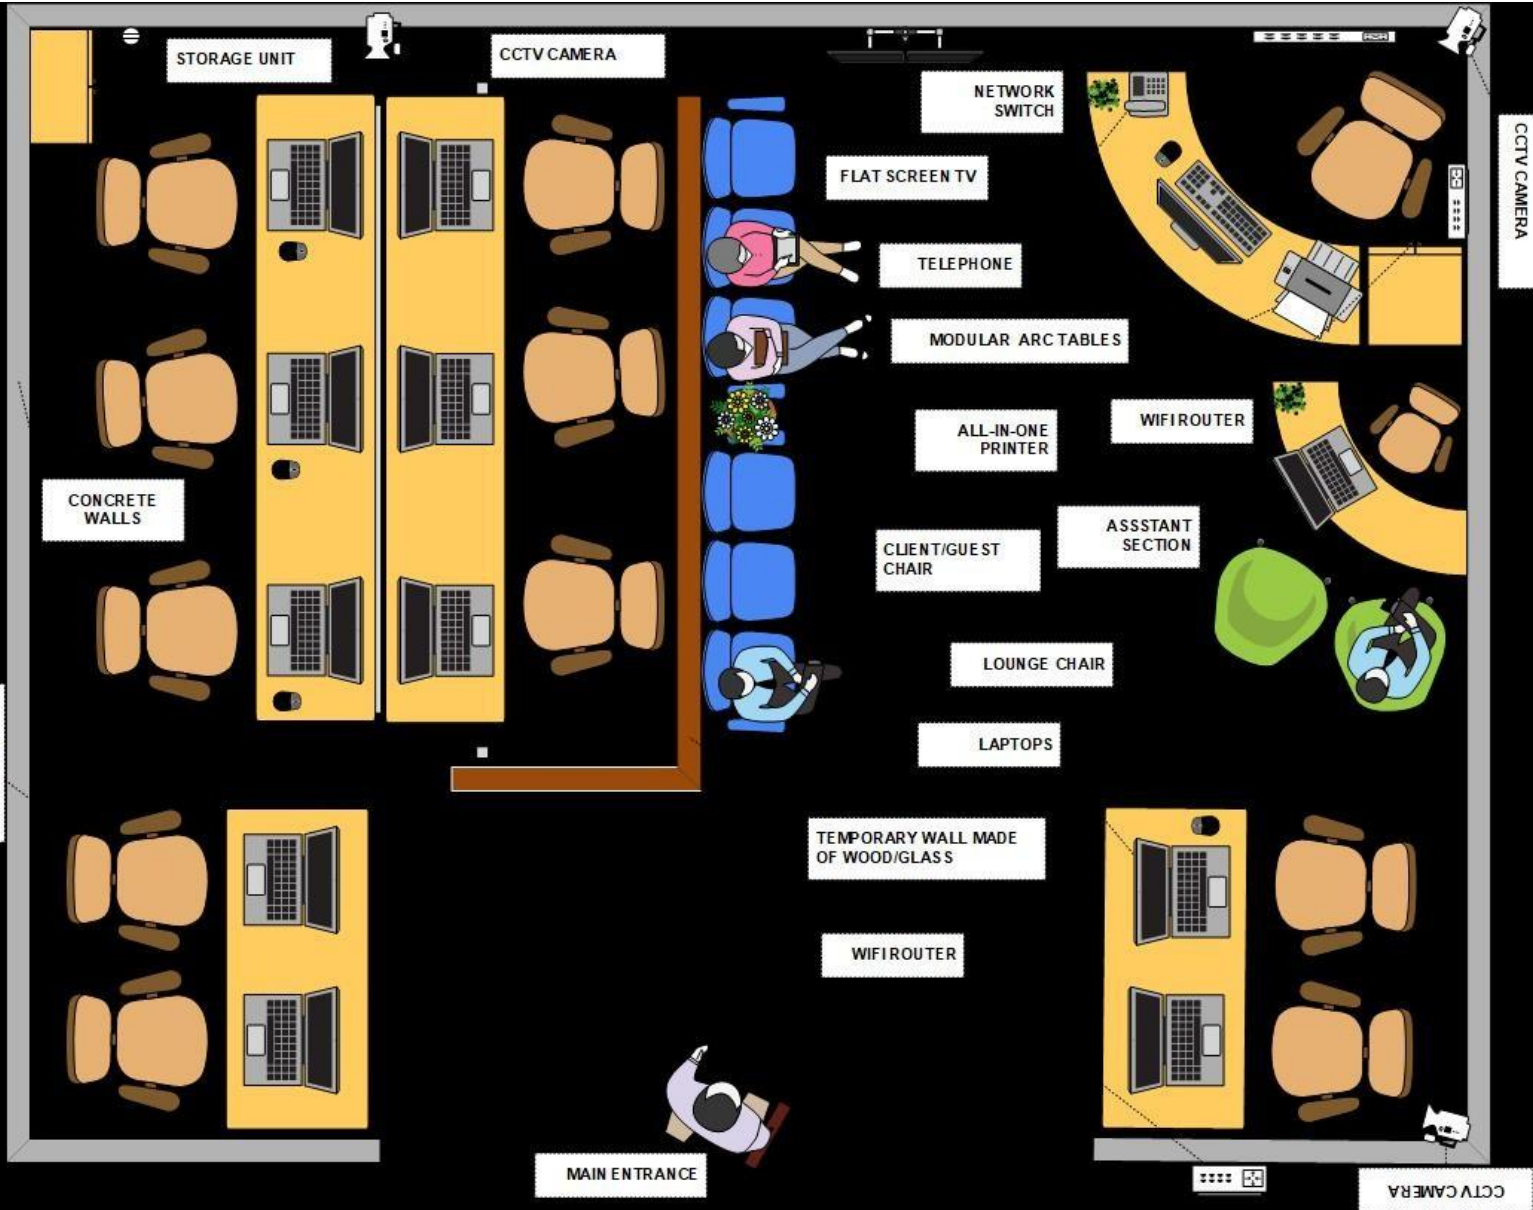 STORAGE UNIT
CCTV CAMERA
NETWORK
SWITCH
CCTV CAMERA
FLAT SCREEN TV
TELEPHONE
MODULAR ARC TABLES
ALL-IN-ONE
PRINTER
WIFI ROUTER
CONCRETE
WALLS
ASSSTANT
SECTION
CLIENT/GUEST
CHAIR
LOUNGE CHAIR
LAPTOPS
TEMPORARY WALL MADE
OF WOOD/GLASS
WIFI ROUTER
MAIN ENTRANCE
CCTV CAMERA